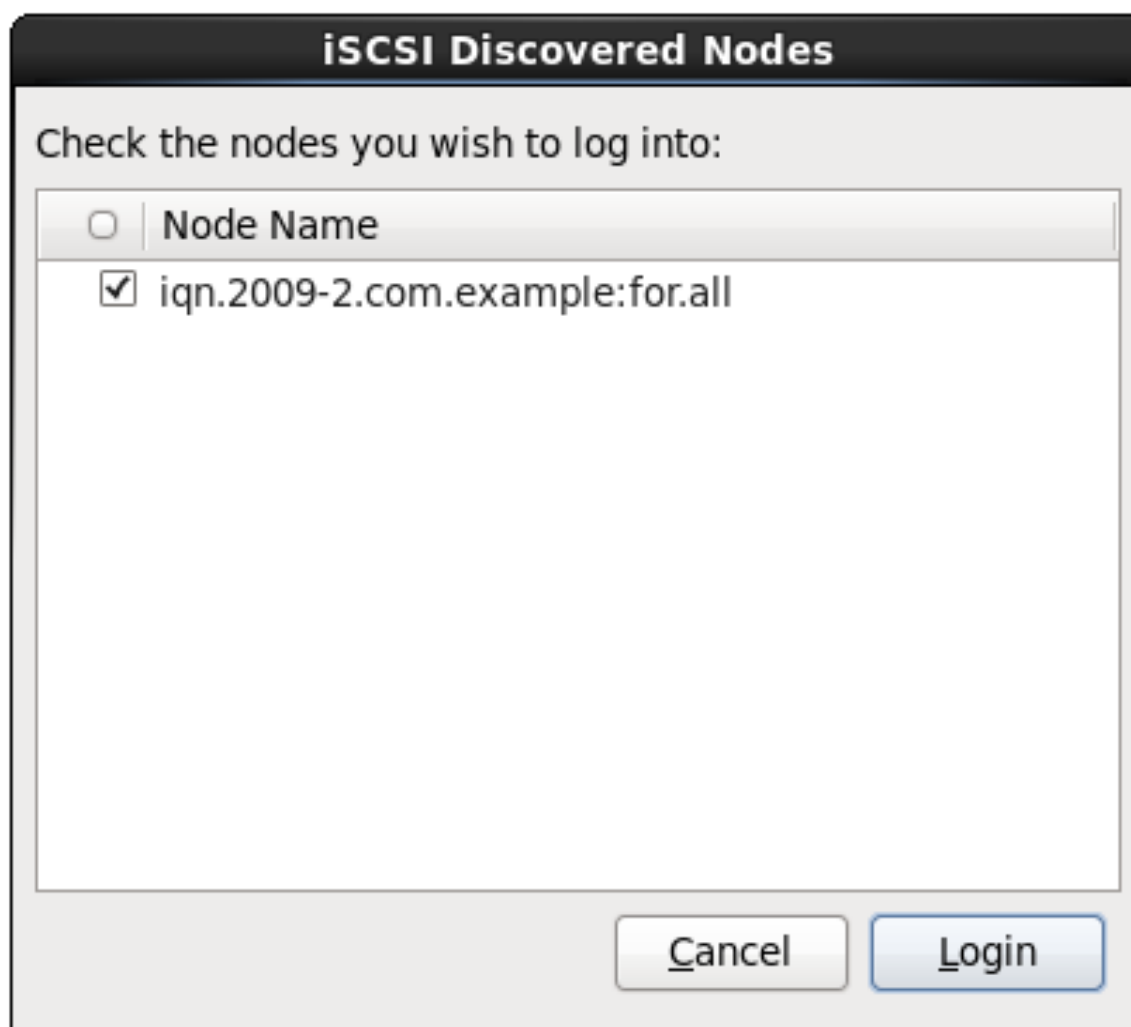 iSCSI Discovered Nodes
Check the nodes you wish to log into:
Node Name
iqn.2009-2.com.example:for.all
Cancel Login